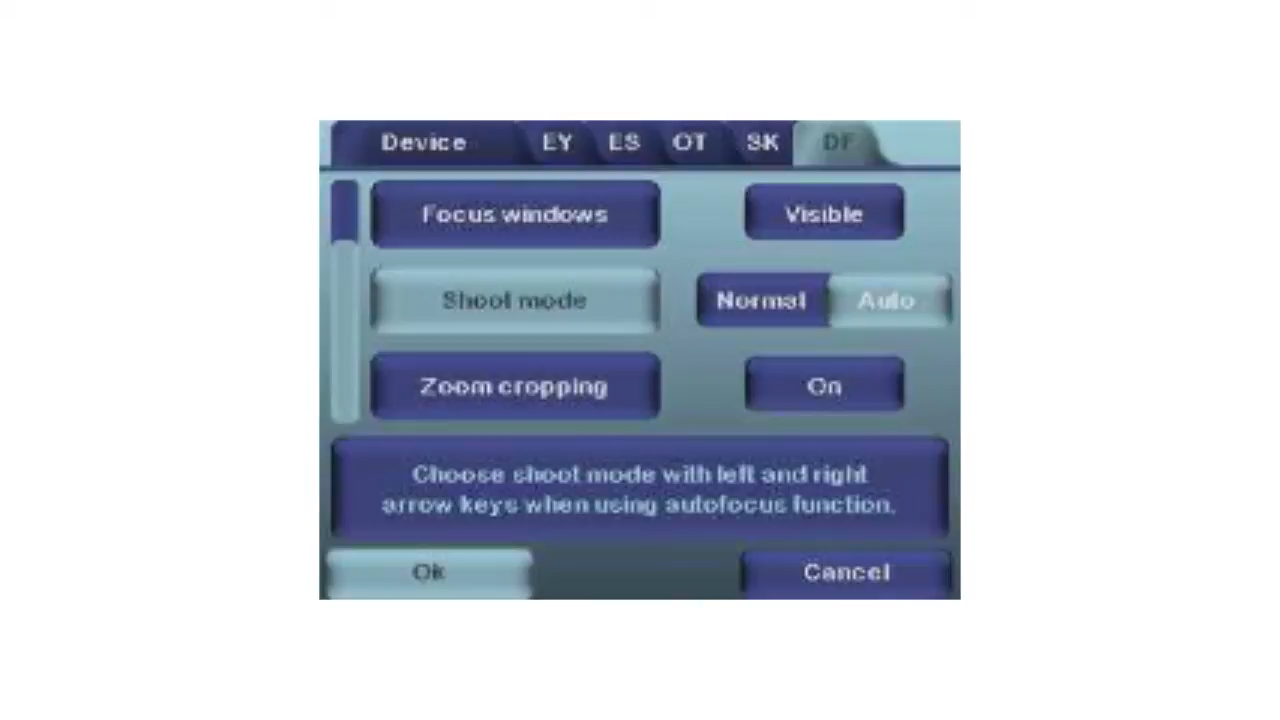 Device EY ES OT SK DF
Focus windows Visible
Shoot mode Normal Auto
Zoom cropping On
Choose shoot mode with left and right
arrow keys when using autofocus function.
Ok Cancel